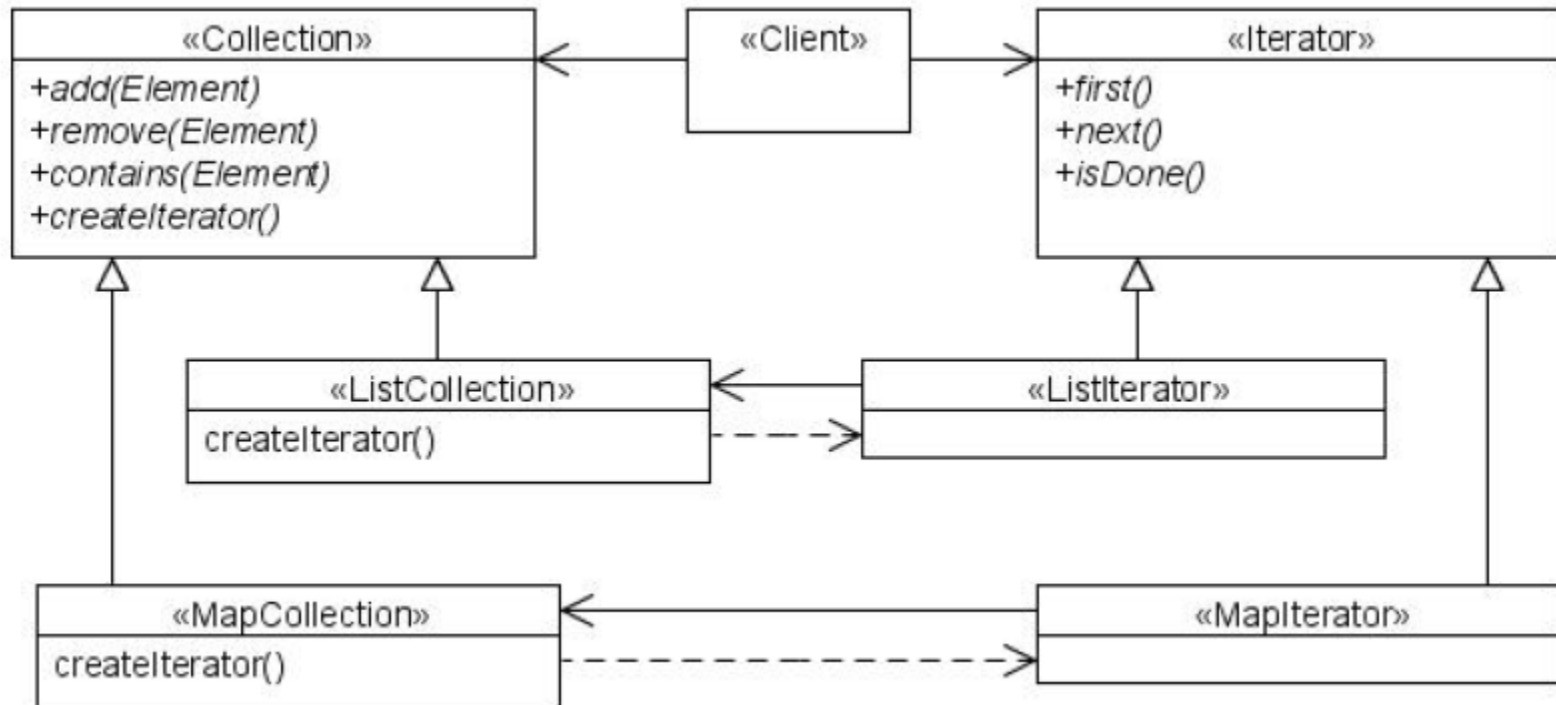 «Collection»
+add(Element)
+remove(Element)
+contains(Element)
+createIterator()
«Client»
«Iterator»
+first()
+next()
+isDone()
«ListCollection»
createIterator()
«ListIterator»
«MapCollection»
createIterator()
«MapIterator»